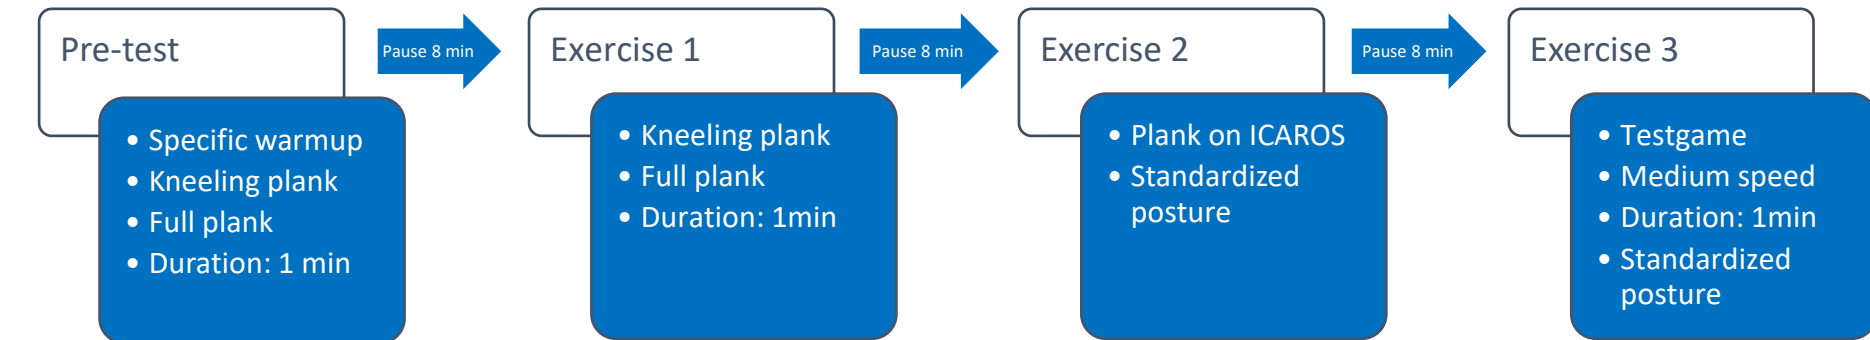 Pre-test
• Specific warmup
• Kneeling plank
• Full plank
• Duration: 1 min
Pause 8 min
Exercise 1
• Kneeling plank
• Full plank
• Duration: 1min
Pause 8 min
Exercise 2
• Plank on ICAROS
• Standardized
posture
Pause 8 min
Exercise 3
• Testgame
• Medium speed
• Duration: 1min
• Standardized
posture